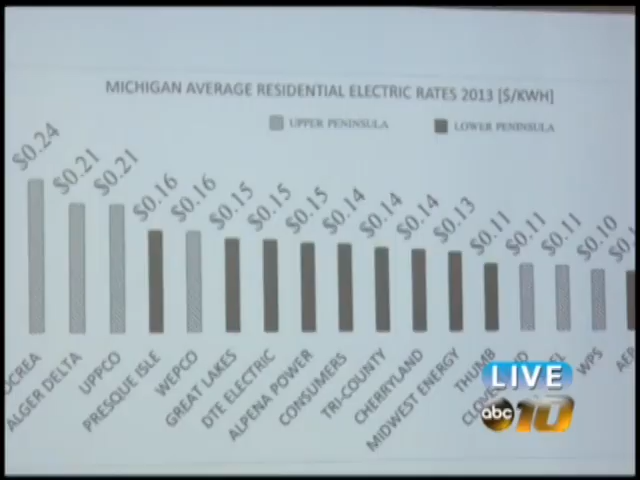 MICHIGAN AVERAGE RESIDENTIAL ELECTRIC RATES 2013 [$/KWH]
UPPER PENINSULA LOWER PENINSULA
$0.24 $0.21 $0.21 $0.16 $0.16 $0.15 $0.15 $0.15 $0.14 $0.14 $0.14 $0.13 $0.11 $0.11 $0.11 $0.10
OCREA
ALGER DELTA
UPPCO
PRESQUE ISLE
WEPCO
GREAT LAKES
DTE ELECTRIC
ALPENA POWER
CONSUMERS
TRI-COUNTY
CHERRYLAND
MIDWEST ENERGY
THUMB
WPS
LIVE
abc 10